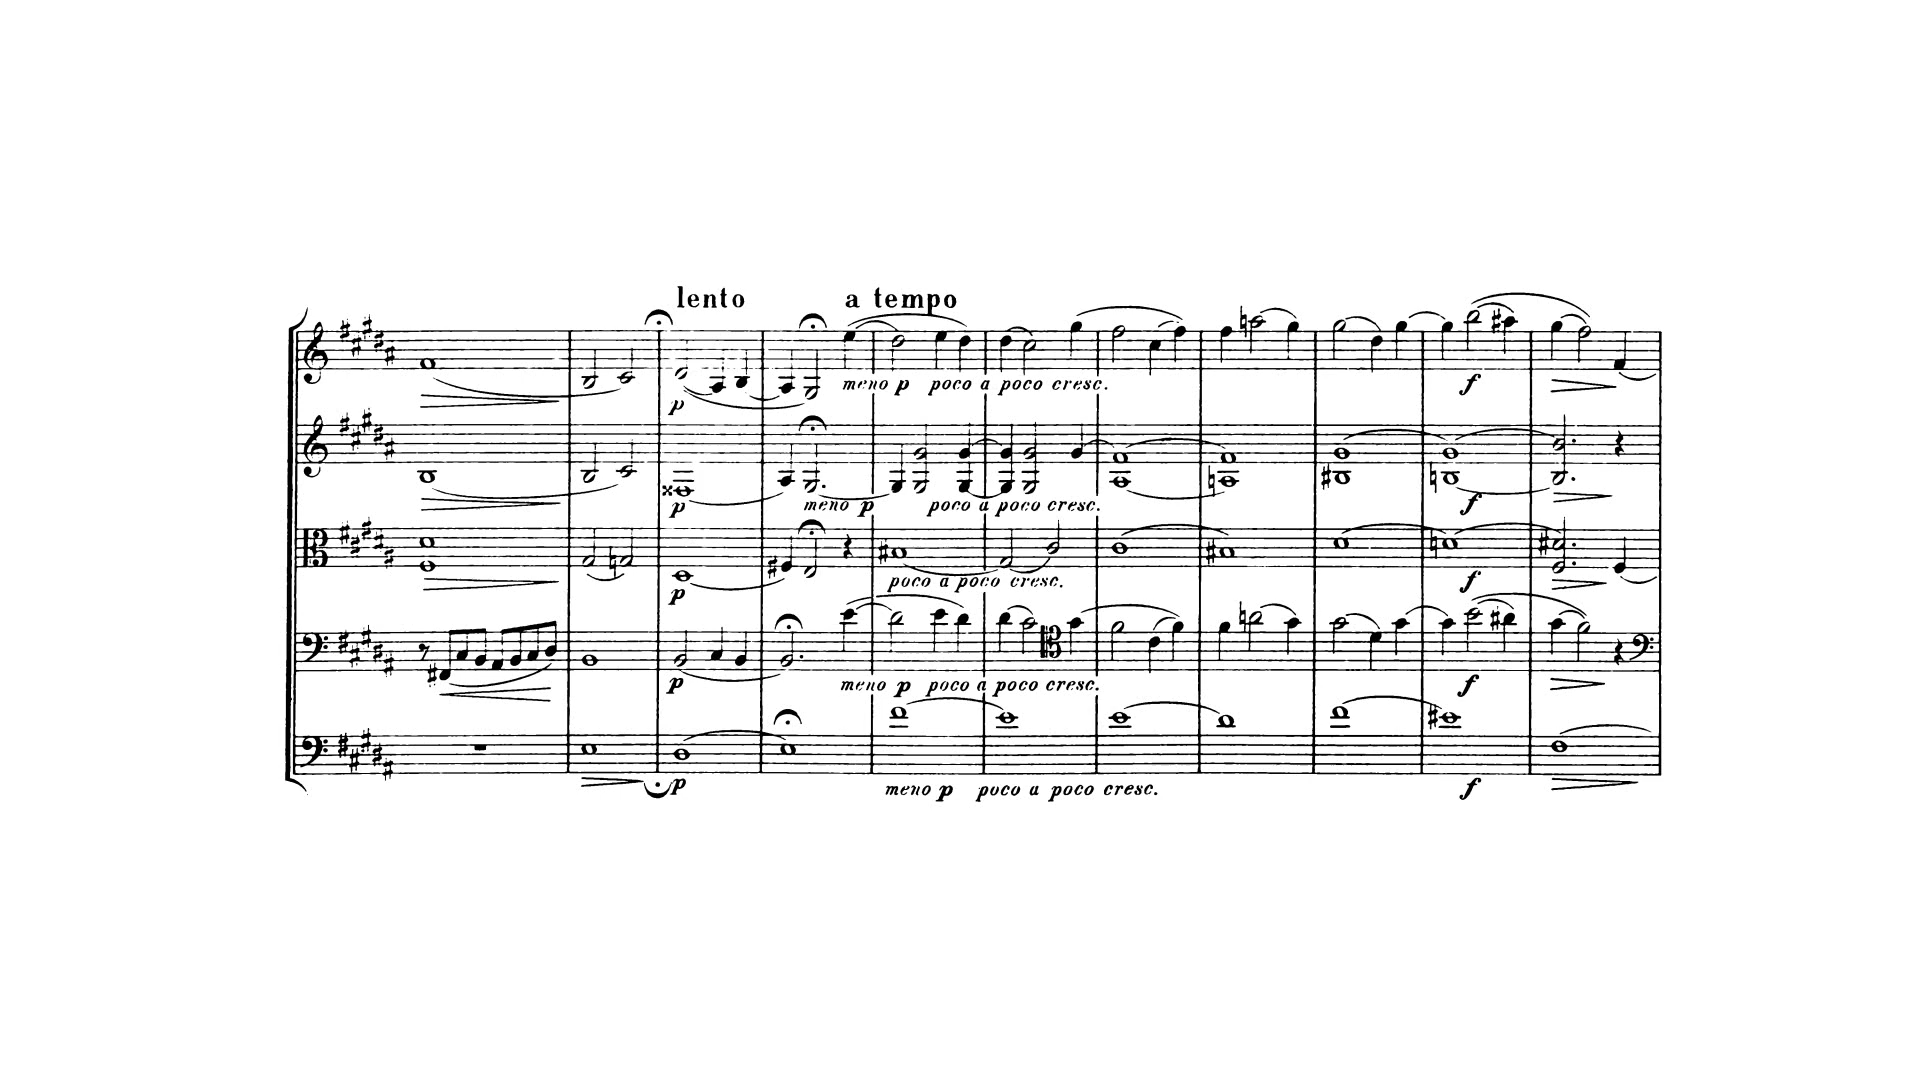 lento a tempo
meno p poco a poco cresc. f
p
p meno p poco a poco cresc. f
p poco a poco cresc. f
p meno p poco a poco cresc. f
p meno p poco a poco cresc. f